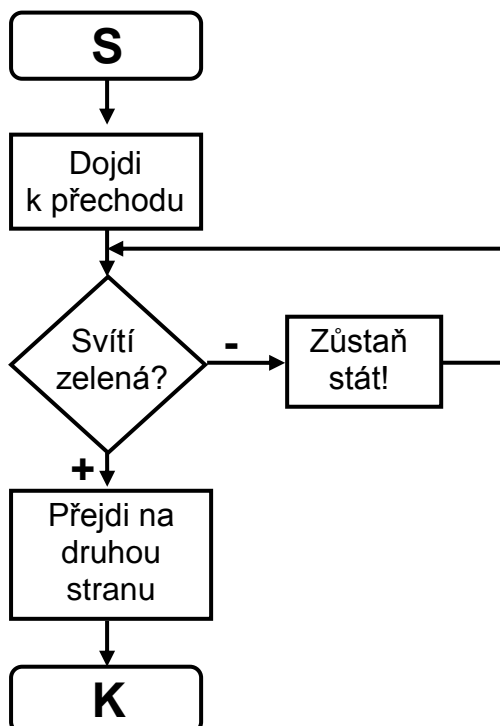 S
Dojdi
k přechodu
Svítí
zelená?
-
Zůstaň
stát!
+
Přejdi na
druhou
stranu
K